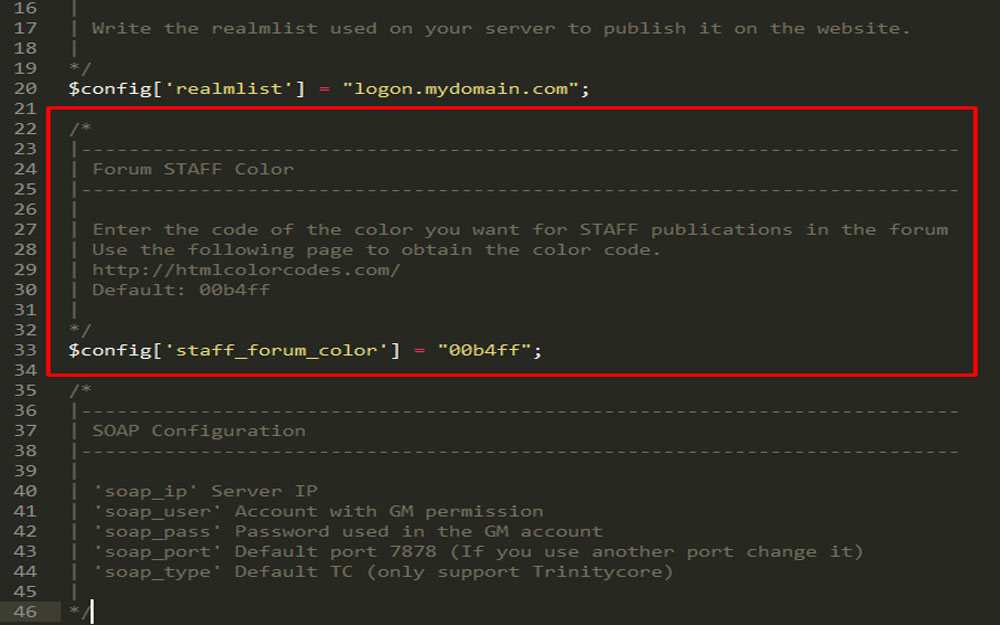 16 |
17 | Write the realmlist used on your server to publish it on the website.
18 |
19 */
20 $config['realmlist'] = "logon.mydomain.com";
21
22 /*
23 |--------------------------------------------------------------------------
24 | Forum STAFF Color
25 |--------------------------------------------------------------------------
26 |
27 | Enter the code of the color you want for STAFF publications in the forum
28 | Use the following page to obtain the color code.
29 | http://htmlcolorcodes.com/
30 | Default: 00b4ff
31 |
32 */
33 $config['staff_forum_color'] = "00b4ff";
34
35 /*
36 |--------------------------------------------------------------------------
37 | SOAP Configuration
38 |--------------------------------------------------------------------------
39 |
40 | 'soap_ip' Server IP
41 | 'soap_user' Account with GM permission
42 | 'soap_pass' Password used in the GM account
43 | 'soap_port' Default port 7878 (If you use another port change it)
44 | 'soap_type' Default TC (only support Trinitycore)
45 |
46 */